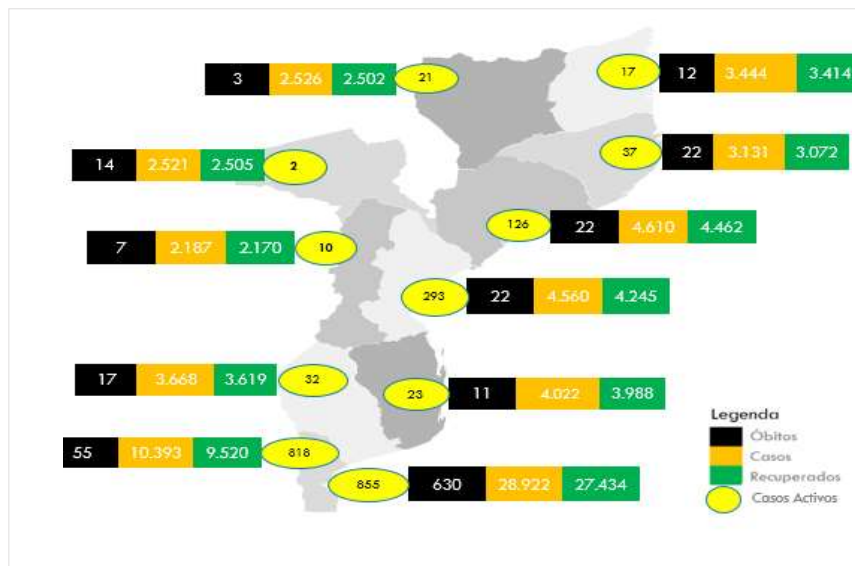 3 2.526 2.502 21
17 12 3.444 3.414
14 2.521 2.505 2
37 22 3.131 3.072
126 22 4.610 4.462
7 2.187 2.170 10
293 22 4.560 4.245
17 3.668 3.619 32
23 11 4.022 3.988
Legenda
Óbitos
Casos
Recuperados
Casos Activos
55 10.393 9.520 818
855 630 28.922 27.434